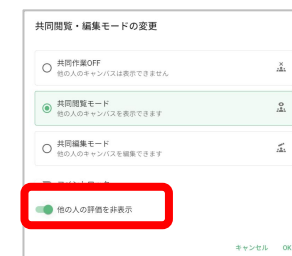 共同閲覧・編集モードの変更
共同作業OFF
他の人のキャンバスは表示できません
共同閲覧モード
他の人のキャンバスを表示できます
共同編集モード
他の人のキャンバスを編集できます
他の人の評価を非表示
キャンセル OK